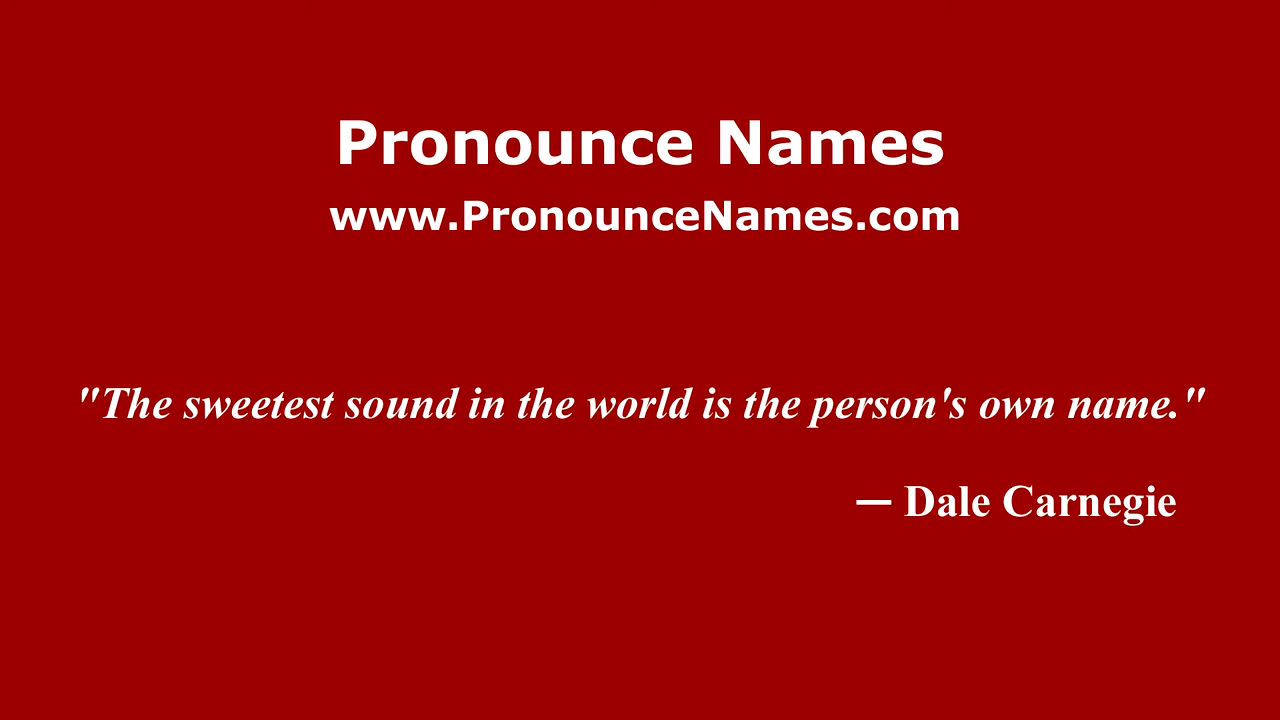 Pronounce Names
www.PronounceNames.com
"The sweetest sound in the world is the person's own name."
— Dale Carnegie